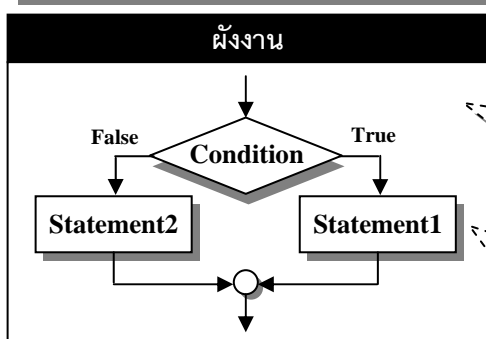 ผังงาน
False
True
Condition
Statement2
Statement1